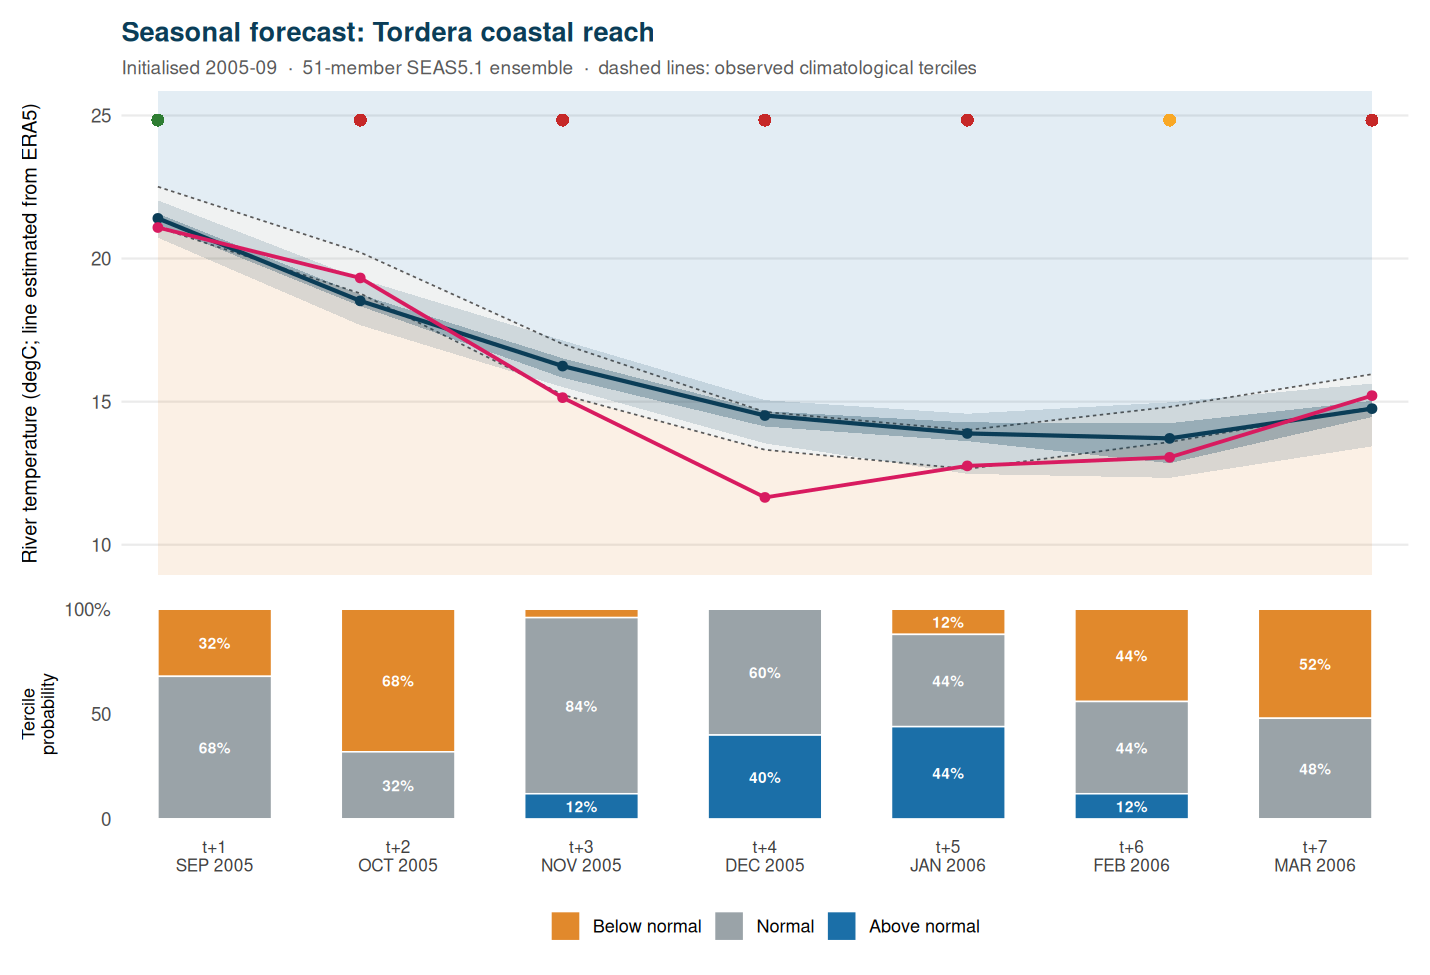 Seasonal forecast: Tordera coastal reach
Initialised 2005-09 · 51-member SEAS5.1 ensemble · dashed lines: observed climatological terciles
River temperature (degC; line estimated from ERA5)
25
20
15
10
Tercile
probability
100%
50
0
32%
68%
68%
32%
84%
12%
60%
40%
12%
44%
44%
44%
44%
12%
52%
48%
t+1
SEP 2005
t+2
OCT 2005
t+3
NOV 2005
t+4
DEC 2005
t+5
JAN 2006
t+6
FEB 2006
t+7
MAR 2006
Below normal
Normal
Above normal